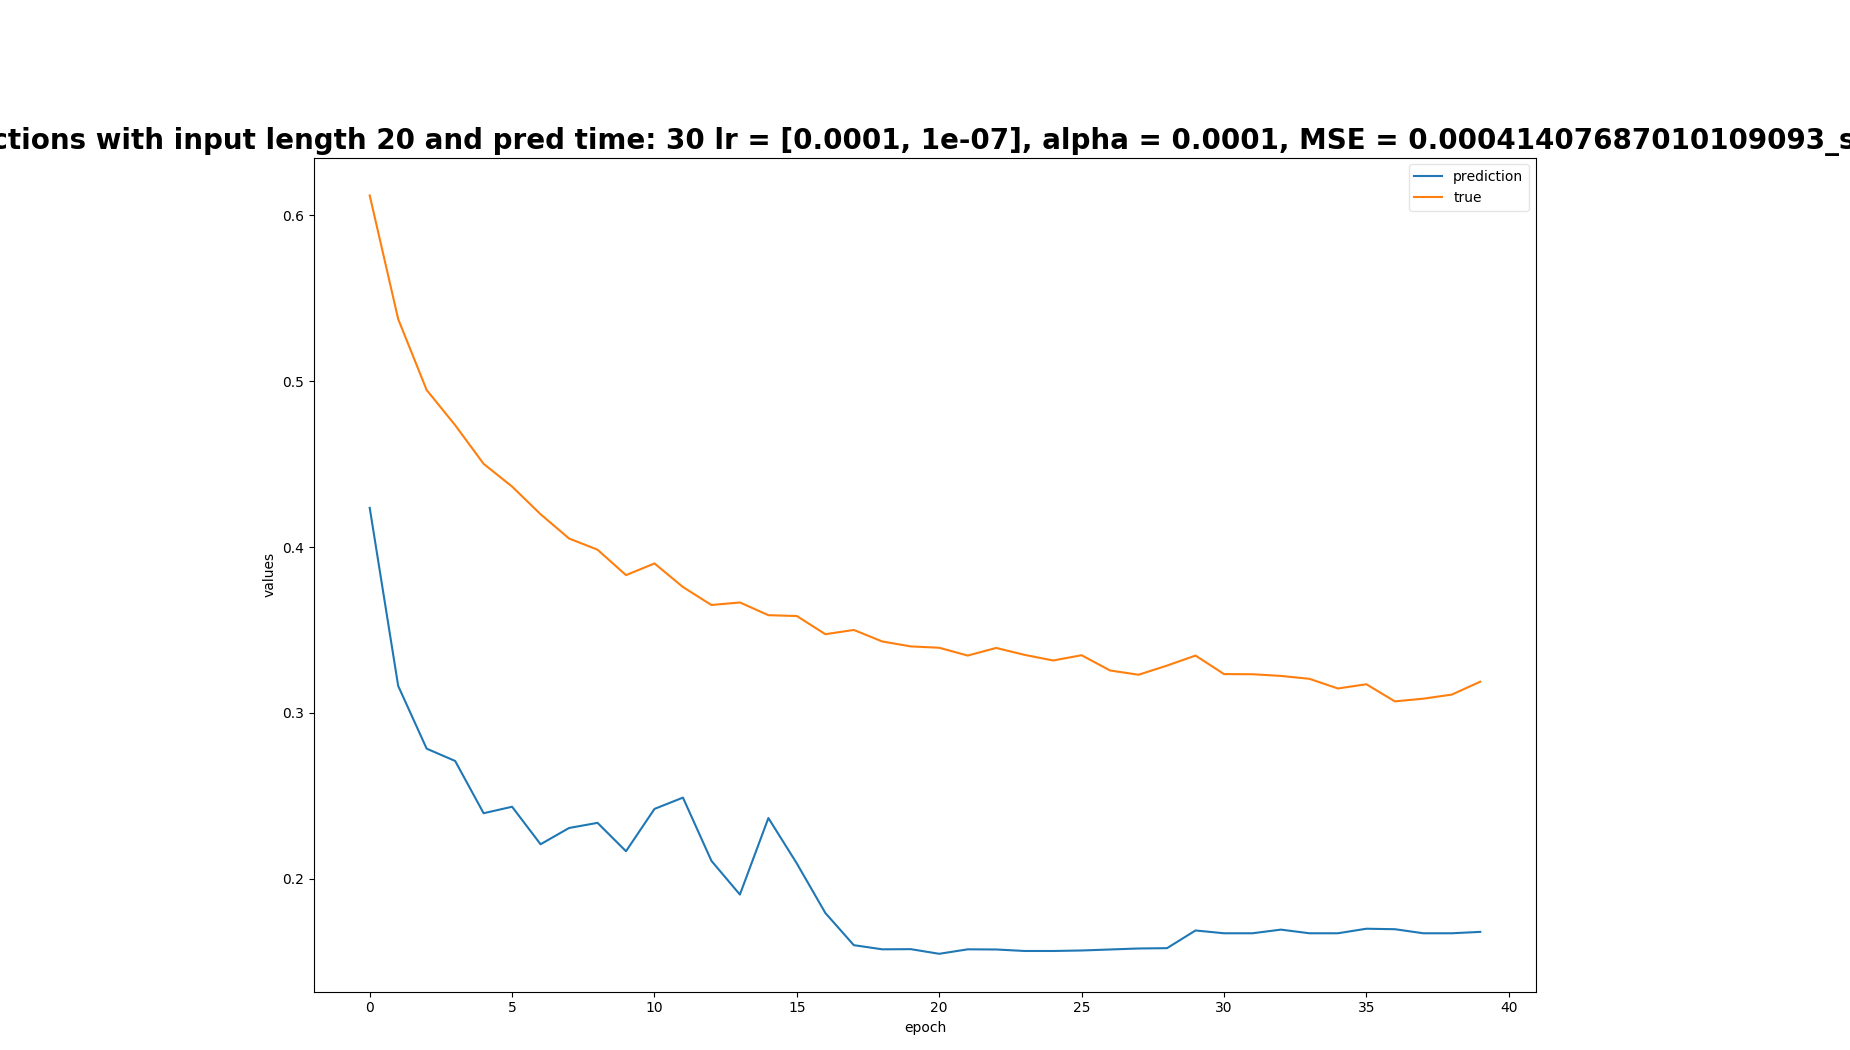 ctions with input length 20 and pred time: 30 lr = [0.0001, 1e-07], alpha = 0.0001, MSE = 0.00041407687010109093_s
prediction
true
0.6
0.5
0.4
0.3
0.2
values
0 5 10 15 20 25 30 35 40
epoch